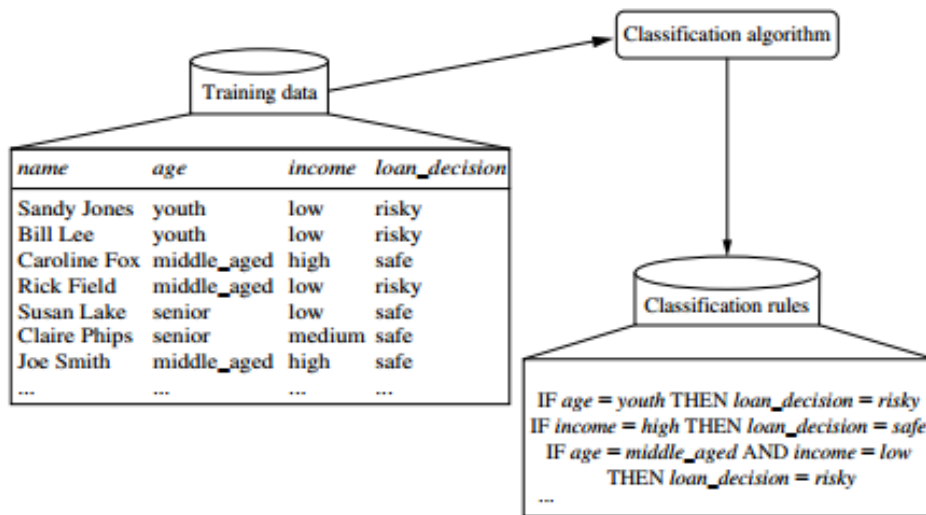 Classification algorithm
Training data
name age income loan_decision
Sandy Jones youth low risky
Bill Lee youth low risky
Caroline Fox middle_aged high safe
Rick Field middle_aged low risky
Susan Lake senior low safe
Claire Phips senior medium safe
Joe Smith middle_aged high safe
... ... ... ...
Classification rules
IF age = youth THEN loan_decision = risky
IF income = high THEN loan_decision = safe
IF age = middle_aged AND income = low
THEN loan_decision = risky
...